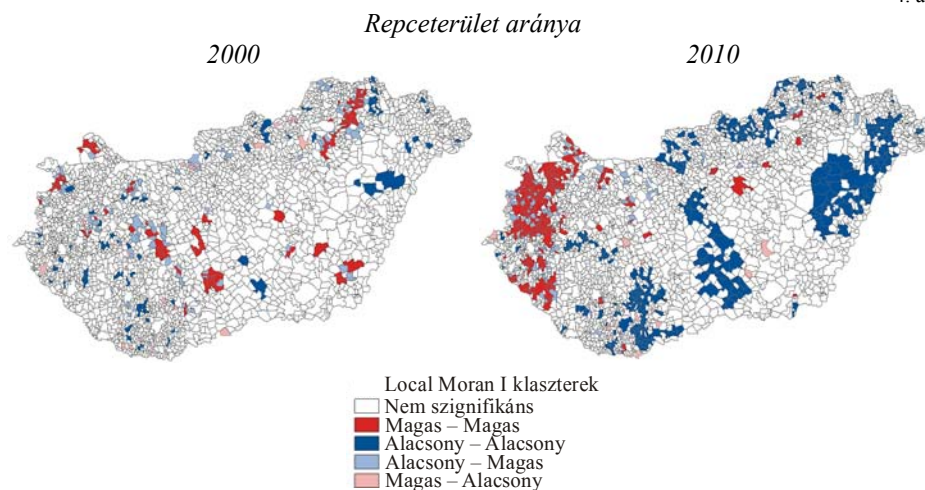 Repceterület aránya
2000 2010
Local Moran I klaszterek
Nem szignifikáns
Magas – Magas
Alacsony – Alacsony
Alacsony – Magas
Magas – Alacsony